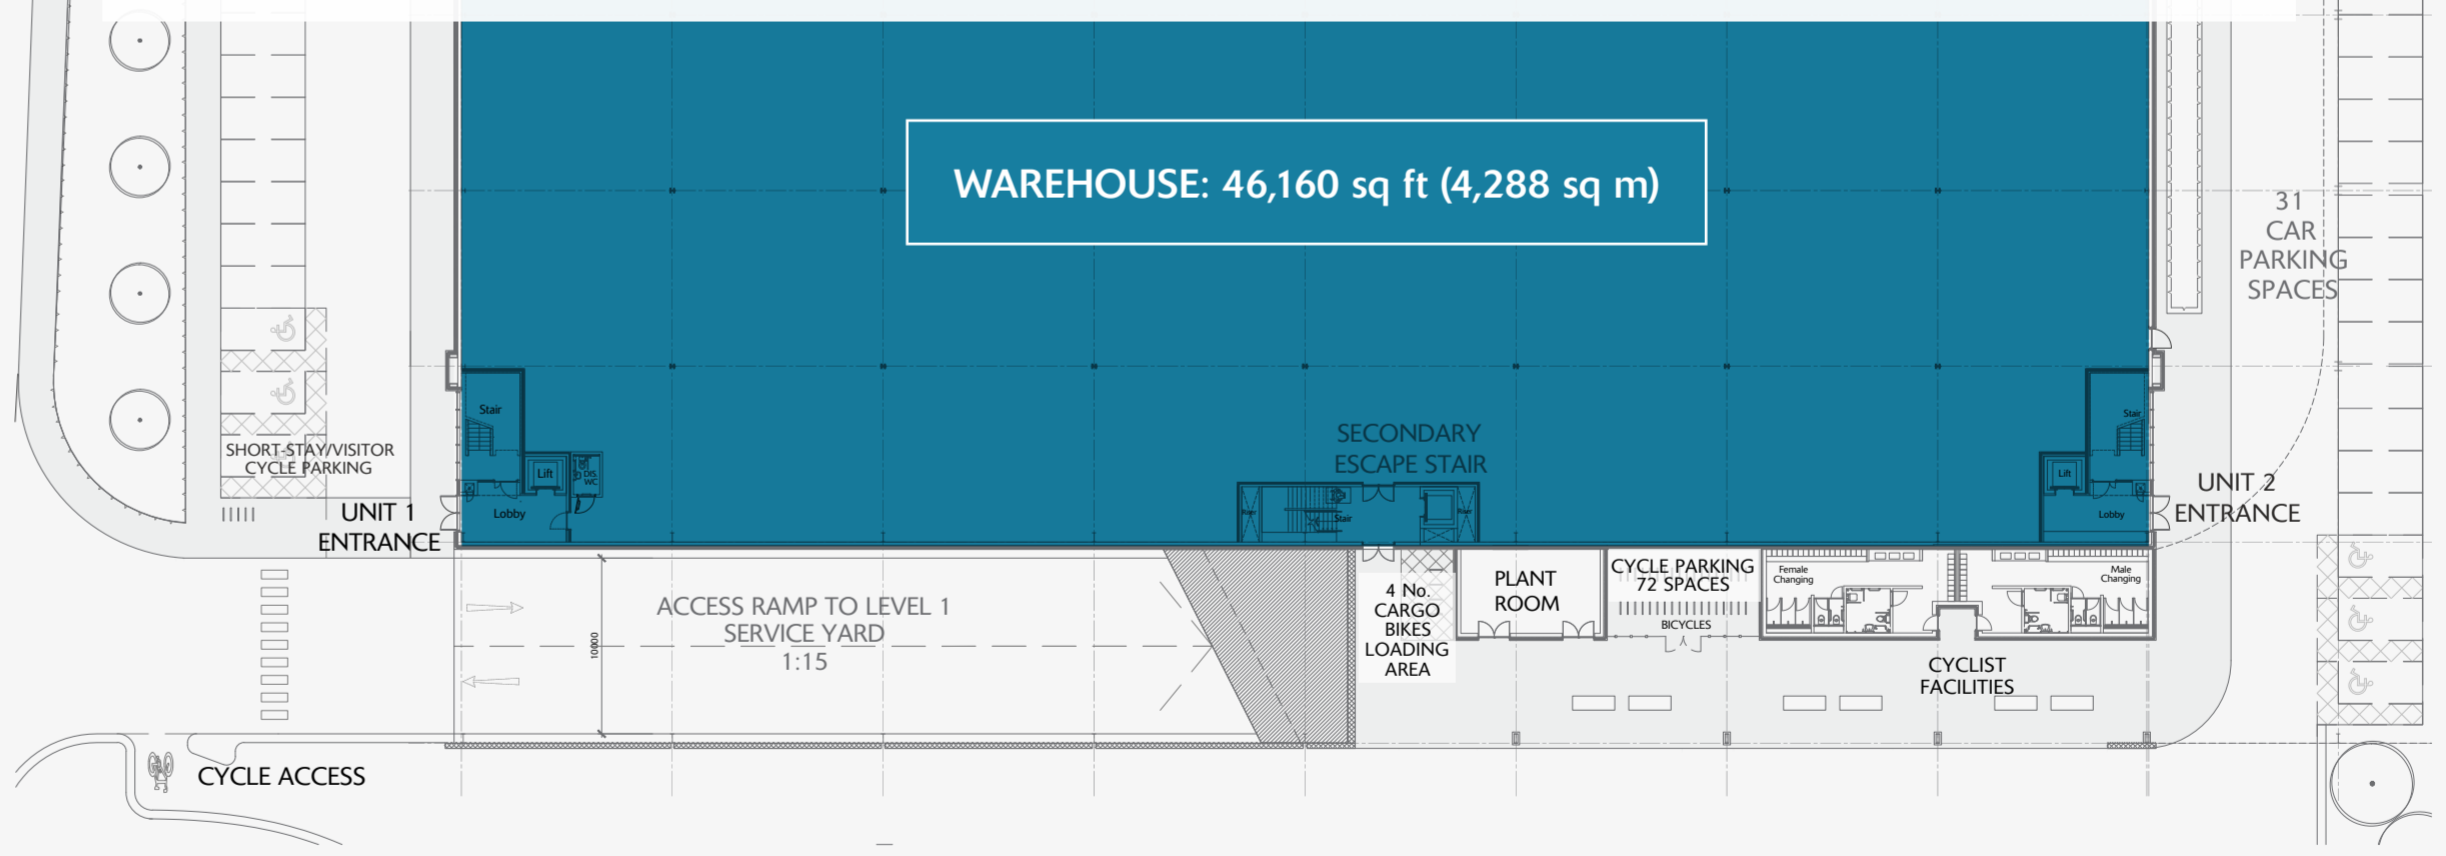 WAREHOUSE: 46,160 sq ft (4,288 sq m)
31
CAR
PARKING
SPACES
Stair
Lift
DIS.
WC
Lobby
SECONDARY
ESCAPE STAIR
Riser
Stair
Riser
Stair
Lift
Lobby
SHORT-STAY/VISITOR
CYCLE PARKING
UNIT 1
ENTRANCE
UNIT 2
ENTRANCE
ACCESS RAMP TO LEVEL 1
SERVICE YARD
1:15
10000
4 No.
CARGO
BIKES
LOADING
AREA
PLANT
ROOM
CYCLE PARKING
72 SPACES
BICYCLES
Female
Changing
Male
Changing
CYCLIST
FACILITIES
CYCLE ACCESS